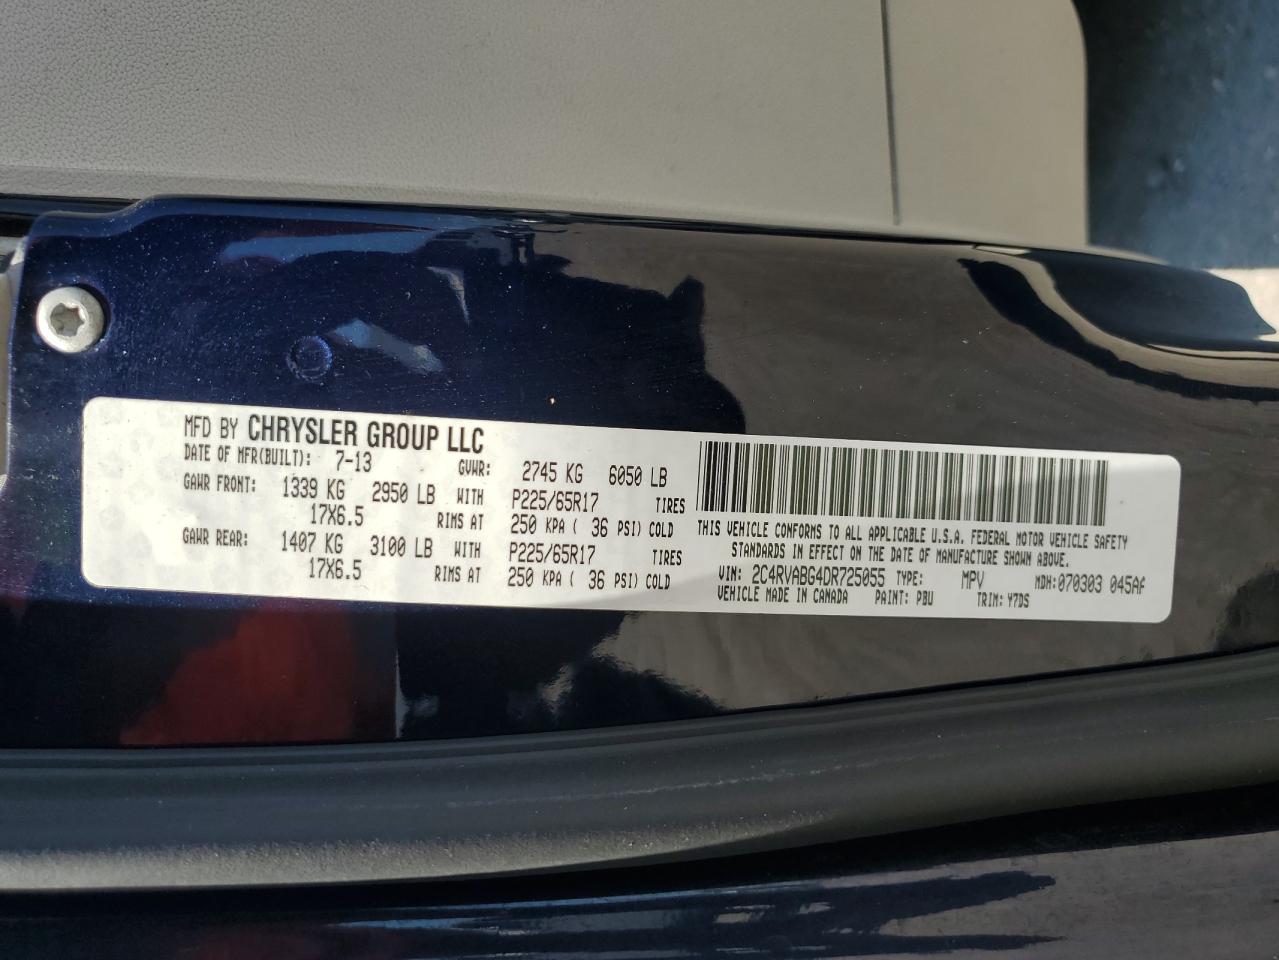 MFD BY CHRYSLER GROUP LLC
DATE OF MFR(BUILT): 7-13 GVWR: 2745 KG 6050 LB
GAWR FRONT: 1339 KG 2950 LB WITH P225/65R17 TIRES
17X6.5 RIMS AT 250 KPA ( 36 PSI) COLD
GAWR REAR: 1407 KG 3100 LB WITH P225/65R17 TIRES
17X6.5 RIMS AT 250 KPA ( 36 PSI) COLD
THIS VEHICLE CONFORMS TO ALL APPLICABLE U.S.A. FEDERAL MOTOR VEHICLE SAFETY
STANDARDS IN EFFECT ON THE DATE OF MANUFACTURE SHOWN ABOVE.
VIN: 2C4RVABG4DR725055 TYPE: MPV MDH:070303 045AF
VEHICLE MADE IN CANADA PAINT: PBU TRIM: Y7DS